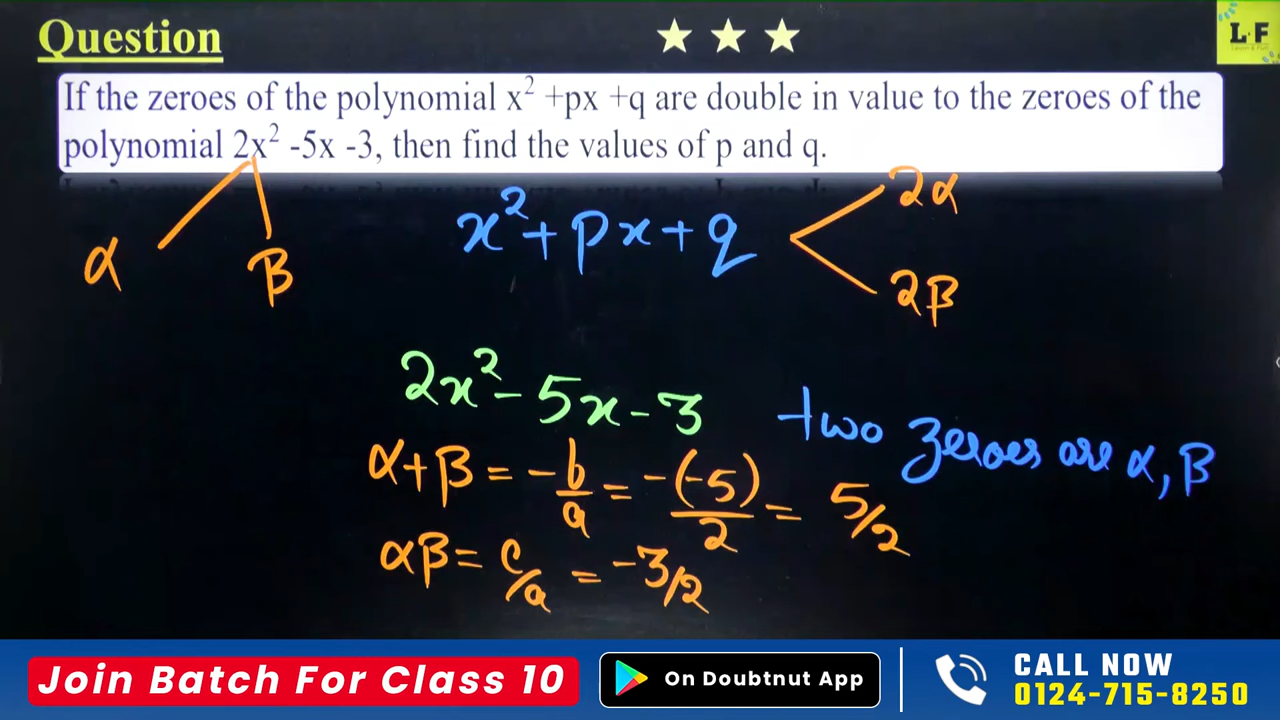 Question
L·F
If the zeroes of the polynomial x² +px +q are double in value to the zeroes of the
polynomial 2x² -5x -3, then find the values of p and q.
α β
x² + px + q
2α
2β
2x² - 5x - 3
two zeroes are α, β
α+β = -b/a = -(-5)/2 = 5/2
αβ = c/a = -3/2
Join Batch For Class 10
On Doubtnut App
CALL NOW
0124-715-8250